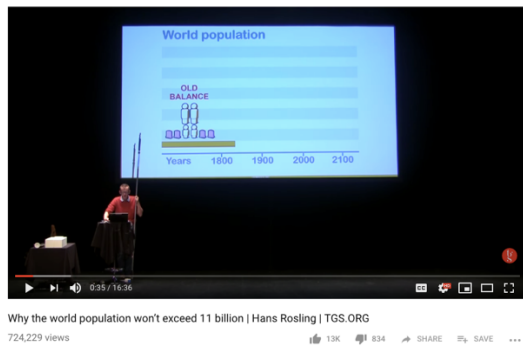 World population
OLD
BALANCE
Years 1800 1900 2000 2100
0:35 / 16:36
CC
Why the world population won't exceed 11 billion | Hans Rosling | TGS.ORG
724,229 views
13K 834 SHARE SAVE